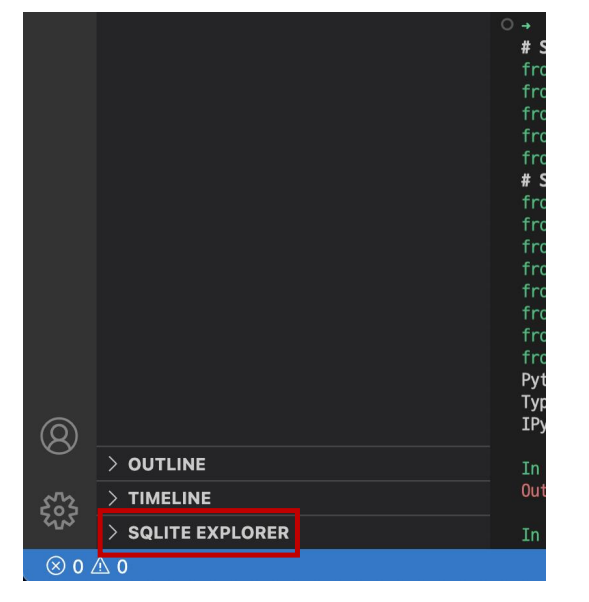 # S
fro
fro
fro
fro
fro
# S
fro
fro
fro
fro
fro
fro
fro
fro
Pyt
Typ
IPy
In
Out
In
OUTLINE
TIMELINE
SQLITE EXPLORER
0 0